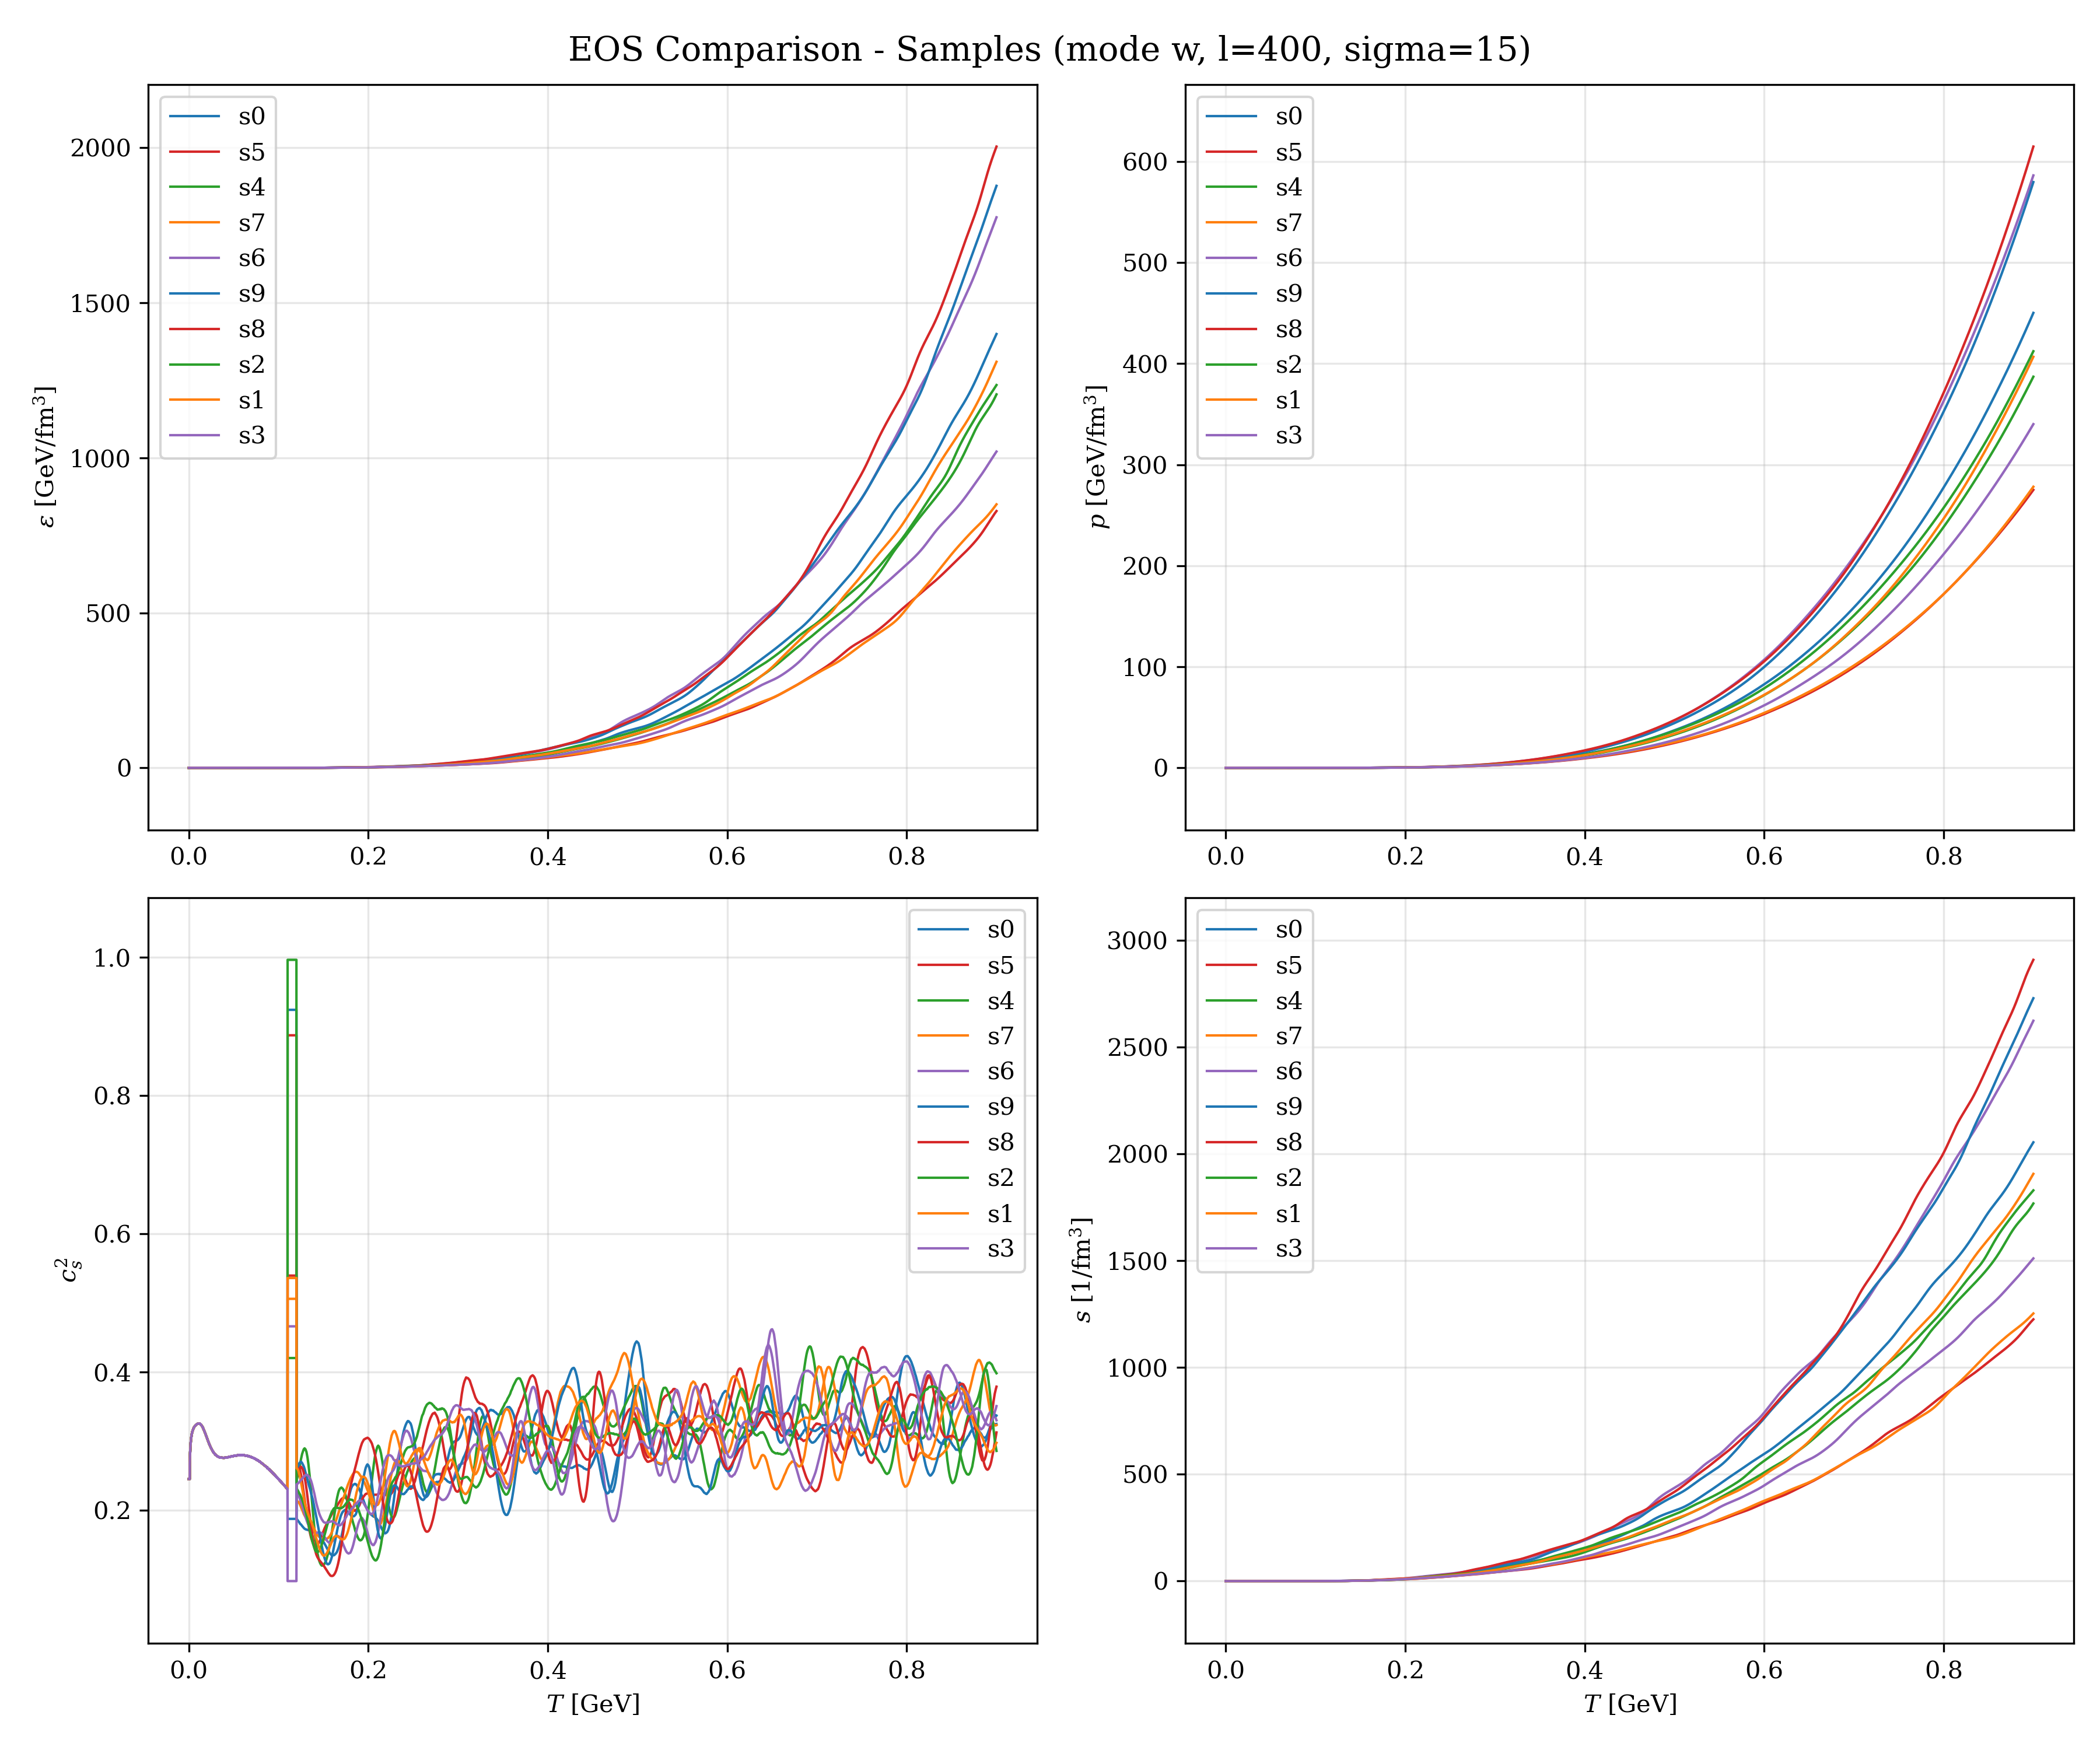 EOS Comparison - Samples (mode w, l=400, sigma=15)
s0
s5
s4
s7
s6
s9
s8
s2
s1
s3
2000
1500
1000
500
0
ε [GeV/fm³]
0.0 0.2 0.4 0.6 0.8
s0
s5
s4
s7
s6
s9
s8
s2
s1
s3
600
500
400
300
200
100
0
p [GeV/fm³]
0.0 0.2 0.4 0.6 0.8
s0
s5
s4
s7
s6
s9
s8
s2
s1
s3
1.0
0.8
0.6
0.4
0.2
c_s²
0.0 0.2 0.4 0.6 0.8
T [GeV]
s0
s5
s4
s7
s6
s9
s8
s2
s1
s3
3000
2500
2000
1500
1000
500
0
s [1/fm³]
0.0 0.2 0.4 0.6 0.8
T [GeV]